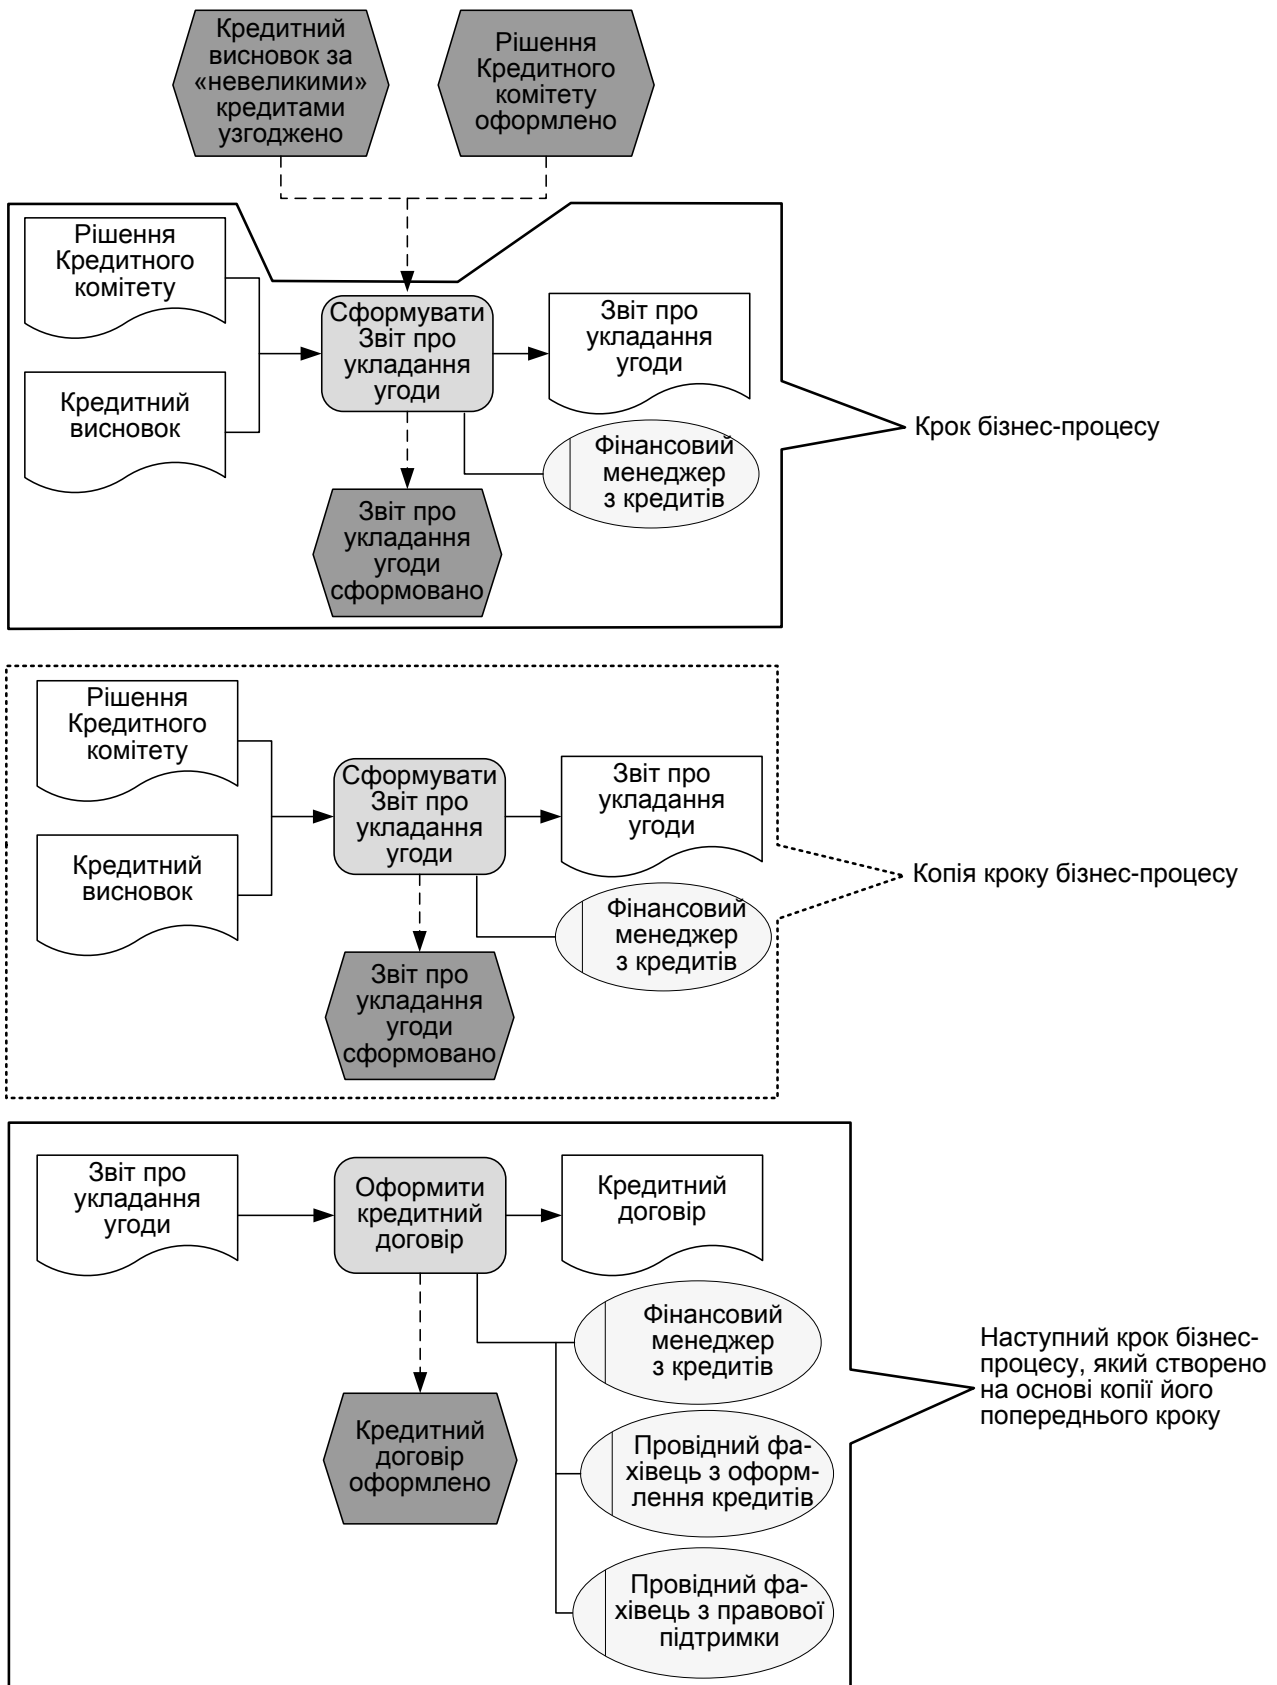 Кредитний
висновок за
«невеликими»
кредитами
узгоджено
Рішення
Кредитного
комітету
оформлено
Рішення
Кредитного
комітету
Кредитний
висновок
Сформувати
Звіт про
укладання
угоди
Звіт про
укладання
угоди
Фінансовий
менеджер
з кредитів
Звіт про
укладання
угоди
сформовано
Крок бізнес-процесу
Рішення
Кредитного
комітету
Кредитний
висновок
Сформувати
Звіт про
укладання
угоди
Звіт про
укладання
угоди
Фінансовий
менеджер
з кредитів
Звіт про
укладання
угоди
сформовано
Копія кроку бізнес-процесу
Звіт про
укладання
угоди
Оформити
кредитний
договір
Кредитний
договір
Фінансовий
менеджер
з кредитів
Кредитний
договір
оформлено
Провідний фа-
хівець з оформ-
лення кредитів
Провідний фа-
хівець з правової
підтримки
Наступний крок бізнес-
процесу, який створено
на основі копії його
попереднього кроку